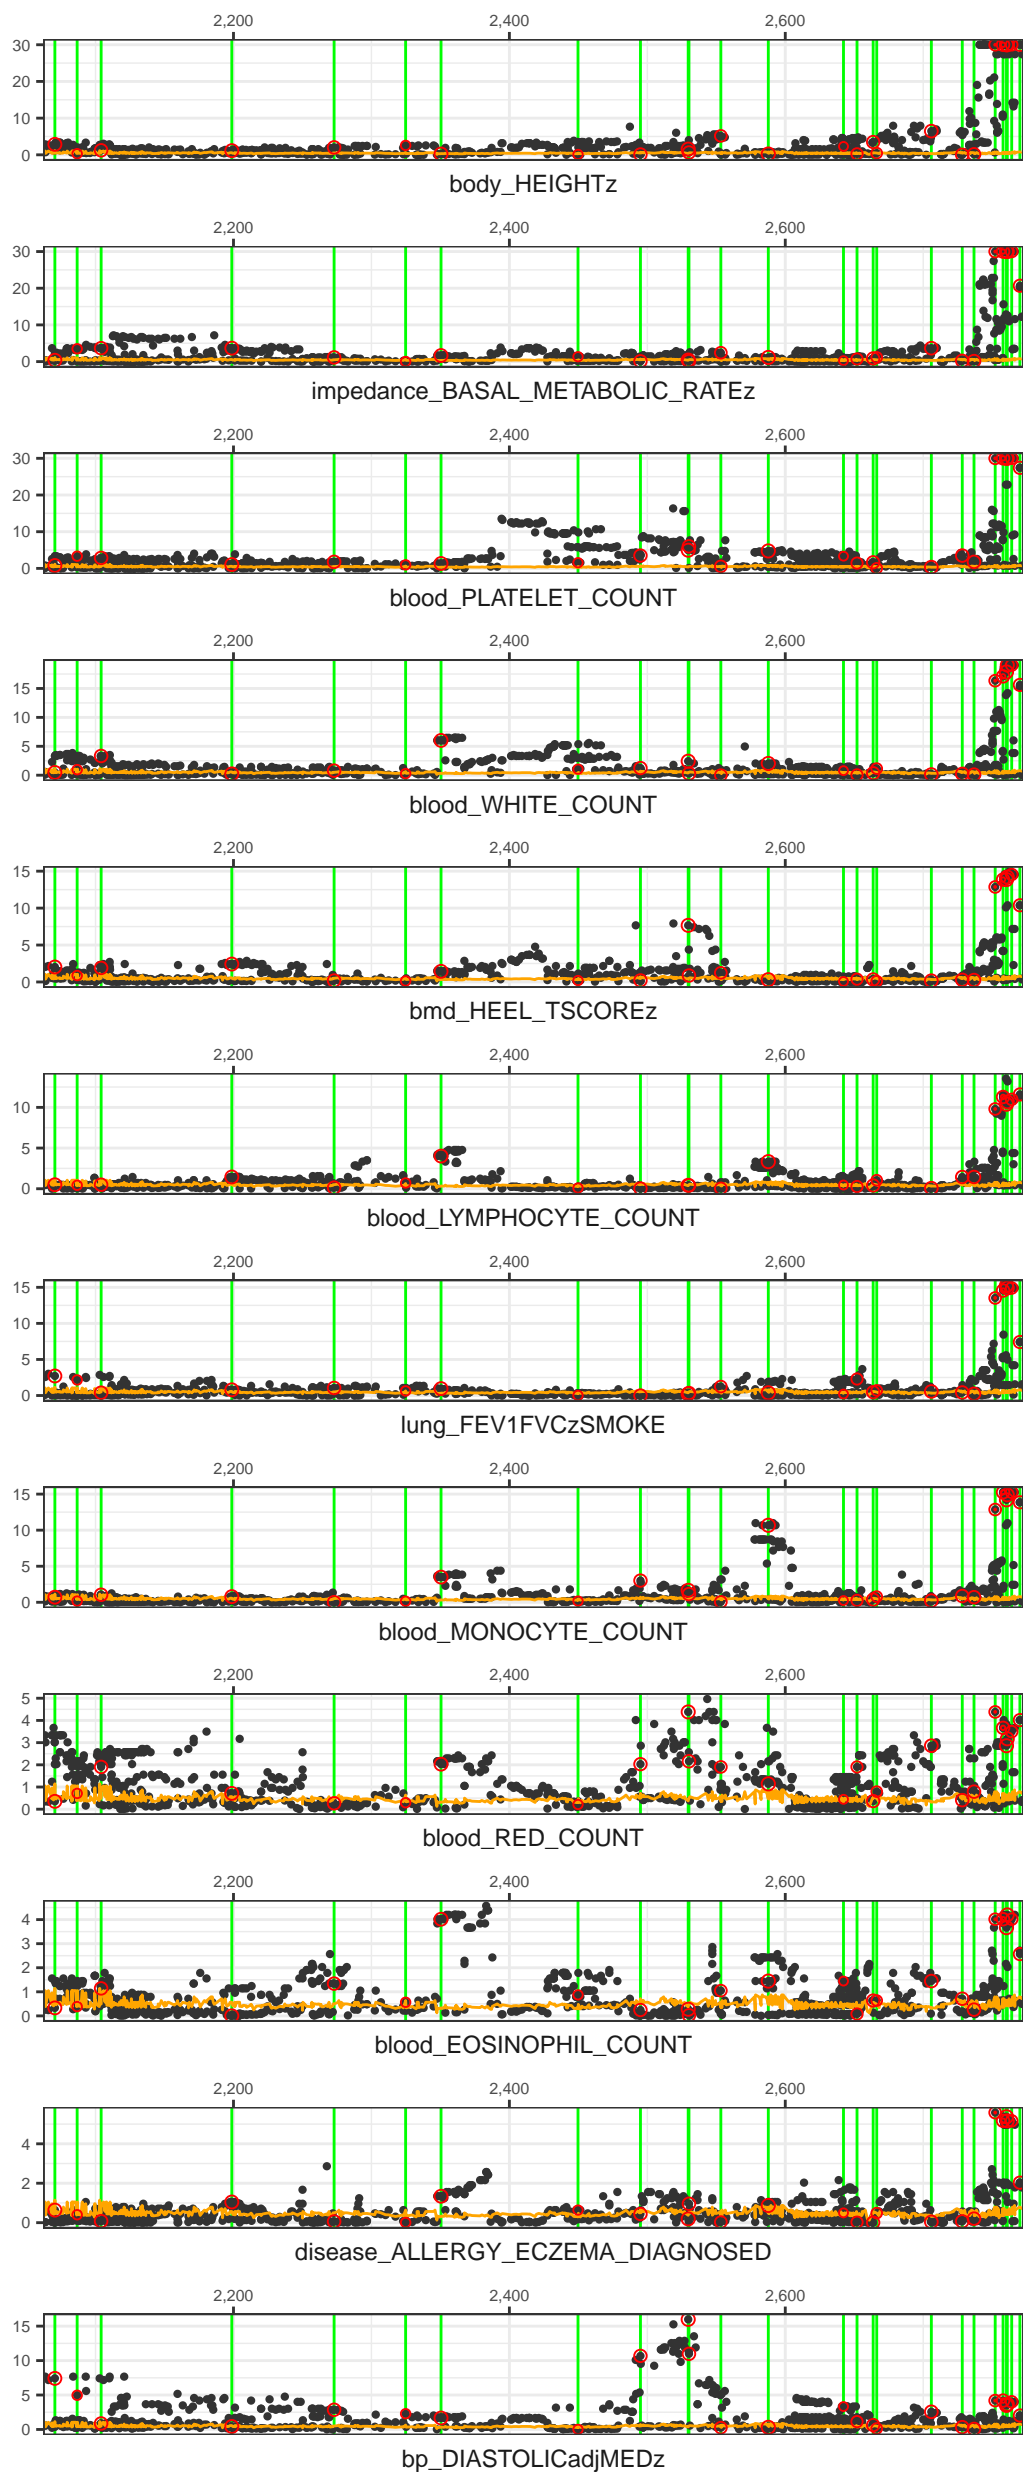 2,200 2,400 2,600
30
20
10
0
body_HEIGHTz
2,200 2,400 2,600
30
20
10
0
impedance_BASAL_METABOLIC_RATEz
2,200 2,400 2,600
30
20
10
0
blood_PLATELET_COUNT
2,200 2,400 2,600
15
10
5
0
blood_WHITE_COUNT
2,200 2,400 2,600
15
10
5
0
bmd_HEEL_TSCOREz
2,200 2,400 2,600
10
5
0
blood_LYMPHOCYTE_COUNT
2,200 2,400 2,600
15
10
5
0
lung_FEV1FVCzSMOKE
2,200 2,400 2,600
15
10
5
0
blood_MONOCYTE_COUNT
2,200 2,400 2,600
5
4
3
2
1
0
blood_RED_COUNT
2,200 2,400 2,600
4
3
2
1
0
blood_EOSINOPHIL_COUNT
2,200 2,400 2,600
4
2
0
disease_ALLERGY_ECZEMA_DIAGNOSED
2,200 2,400 2,600
15
10
5
0
bp_DIASTOLICadjMEDz